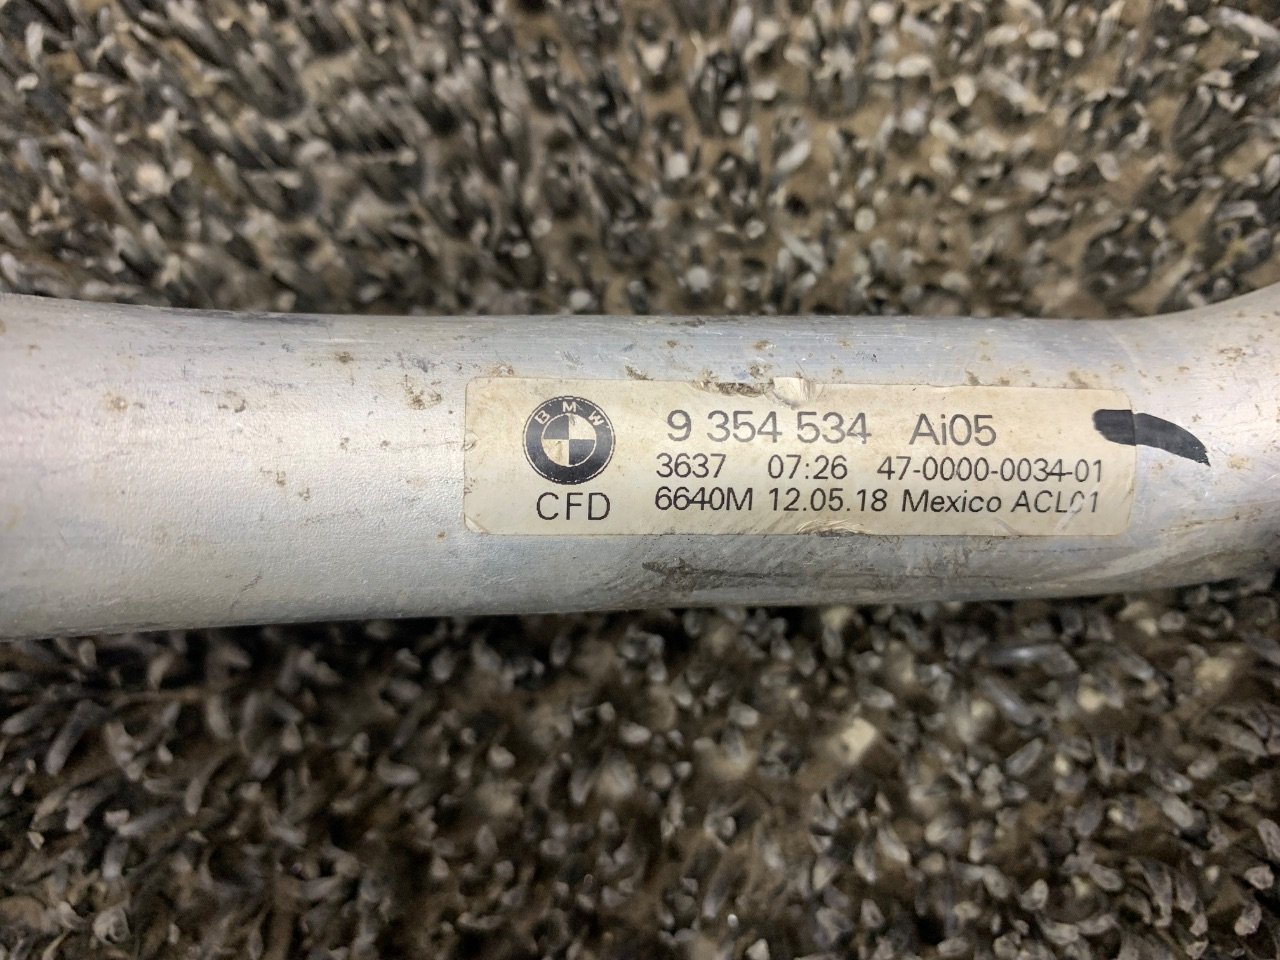 BMW
9 354 534 Ai05
3637 07:26 47-0000-0034-01
CFD 6640M 12.05.18 Mexico ACL01